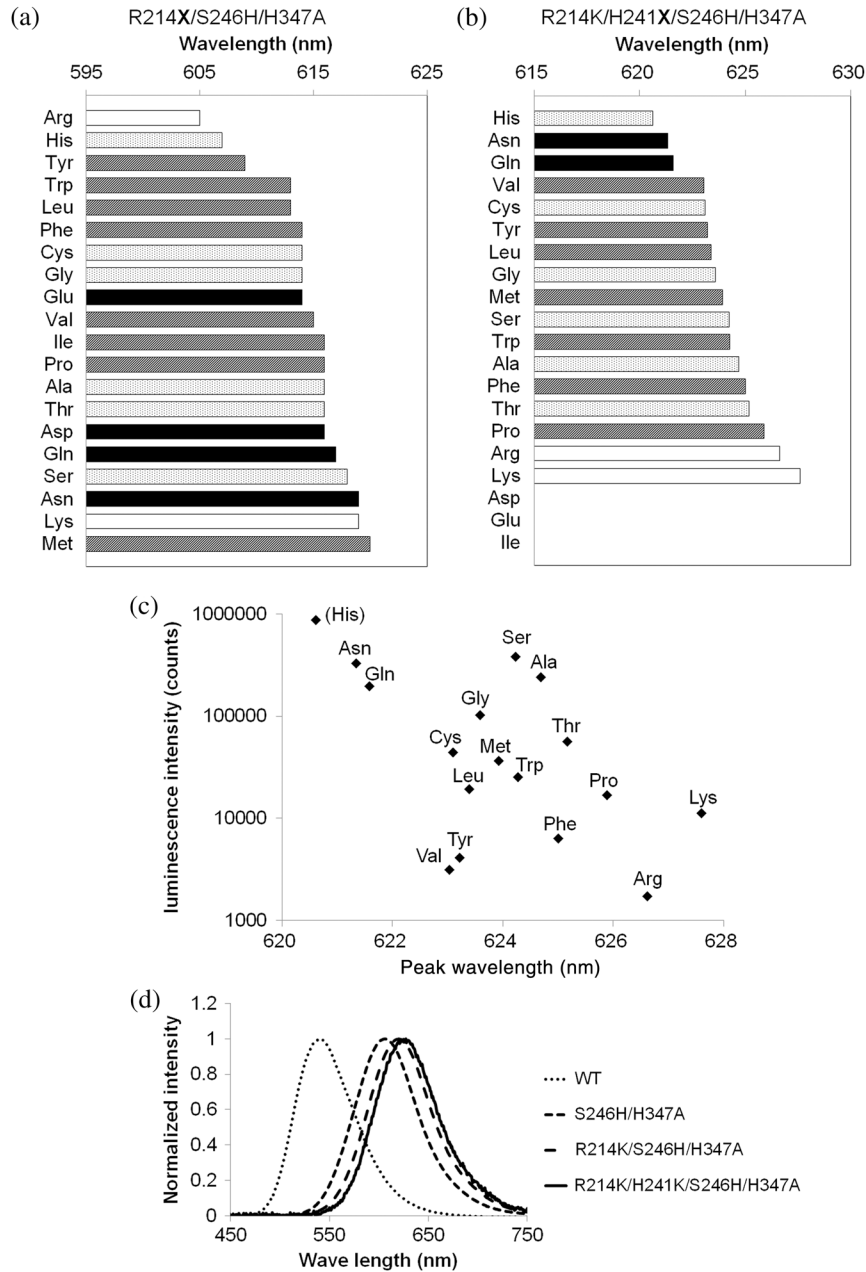 (a)
R214X/S246H/H347A
Wavelength (nm)
595 605 615 625
Arg
His
Tyr
Trp
Leu
Phe
Cys
Gly
Glu
Val
Ile
Pro
Ala
Thr
Asp
Gln
Ser
Asn
Lys
Met
(b)
R214K/H241X/S246H/H347A
Wavelength (nm)
615 620 625 630
His
Asn
Gln
Val
Cys
Tyr
Leu
Gly
Met
Ser
Trp
Ala
Phe
Thr
Pro
Arg
Lys
Asp
Glu
Ile
(c)
luminescence intensity (counts)
1000000
100000
10000
1000
(His)
Asn
Gln
Ser
Ala
Gly
Cys
Met
Thr
Leu
Trp
Pro
Lys
Tyr
Val
Phe
Arg
620 622 624 626 628
Peak wavelength (nm)
(d)
Normalized intensity
1.2
1
0.8
0.6
0.4
0.2
0
450 550 650 750
Wave length (nm)
WT
S246H/H347A
R214K/S246H/H347A
R214K/H241K/S246H/H347A